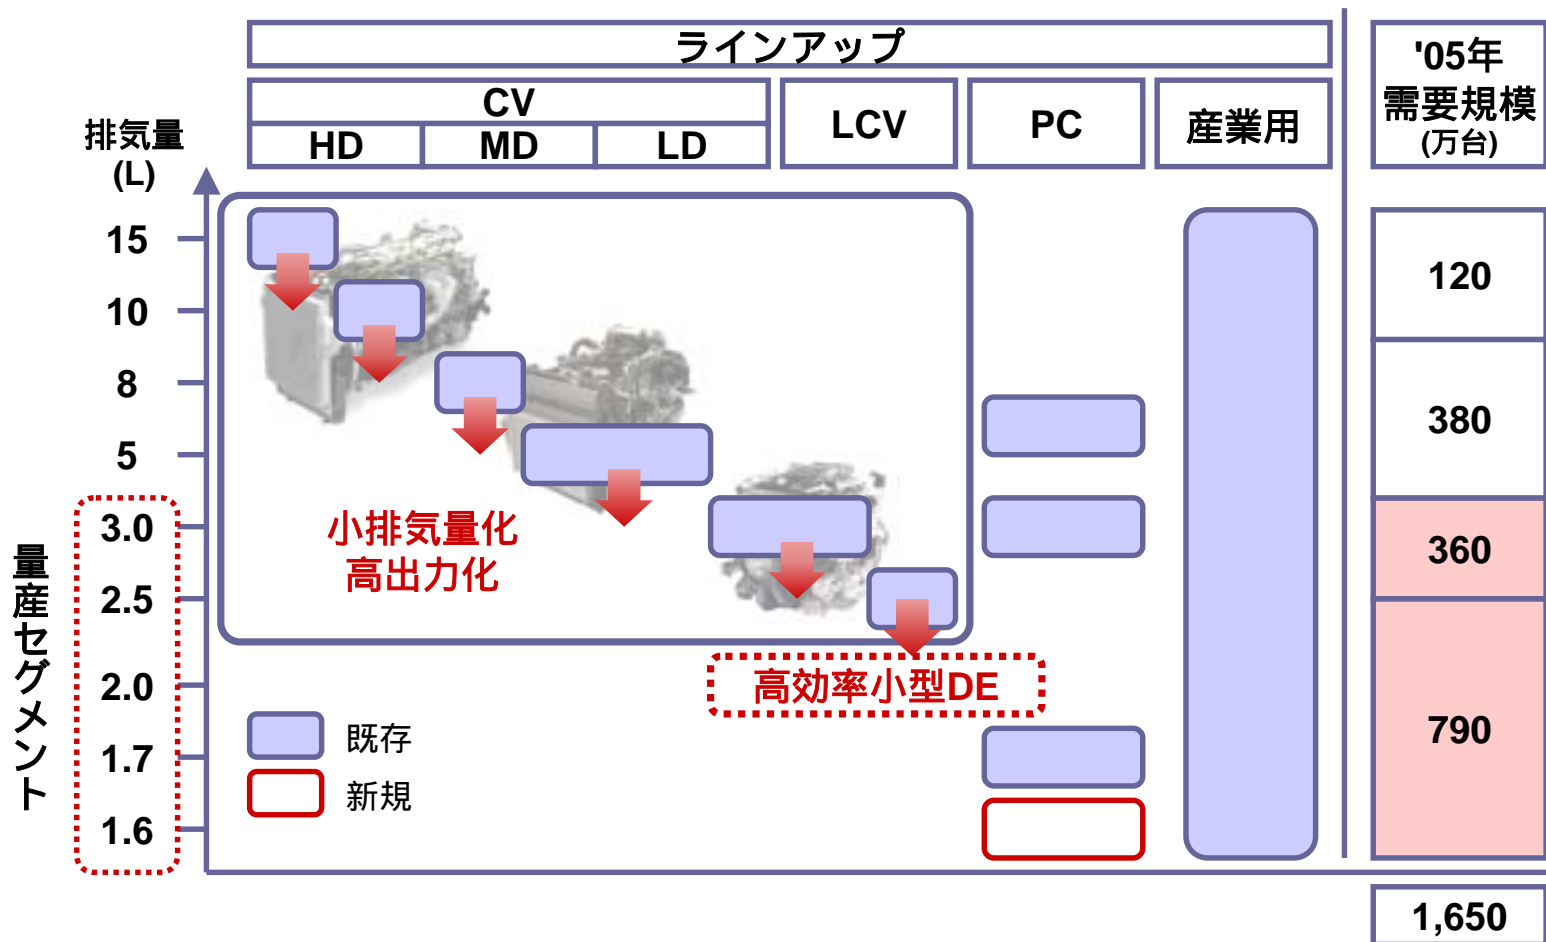 ラインアップ
'05年
需要規模
(万台)
CV
LCV
PC
産業用
HD
MD
LD
排気量
(L)
15
10
8
5
3.0
2.5
2.0
1.7
1.6
量産セグメント
小排気量化
高出力化
高効率小型DE
既存
新規
120
380
360
790
1,650